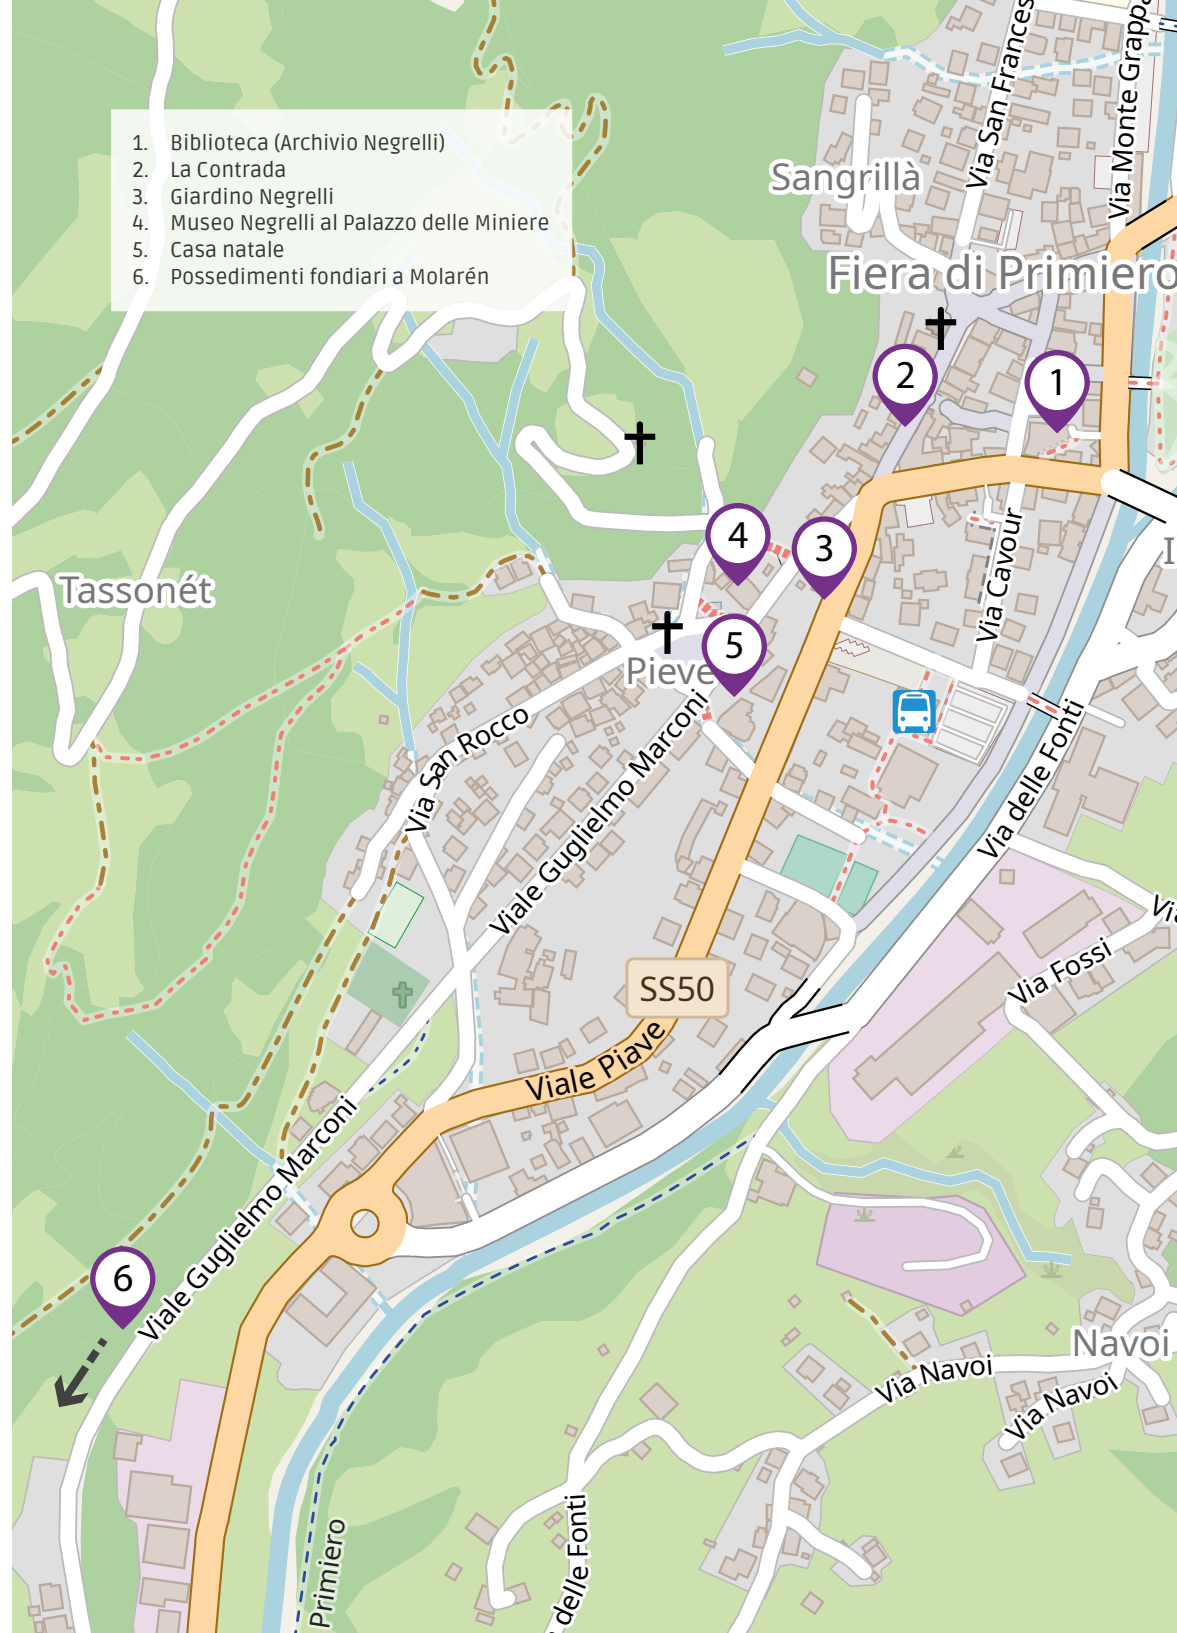 1. Biblioteca (Archivio Negrelli)
2. La Contrada
3. Giardino Negrelli
4. Museo Negrelli al Palazzo delle Miniere
5. Casa natale
6. Possedimenti fondiari a Molarén
Via San Frances
Via Monte Grappa
Sangrillà
Fiera di Primiero
2
1
4
3
I
Tassonét
Via Cavour
5
Pieve
Via San Rocco
Viale Guglielmo Marconi
Via delle Fonti
Via
Via Fossi
SS50
Viale Piave
Viale Guglielmo Marconi
6
Navoi
Via Navoi
Via Navoi
Primiero
delle Fonti